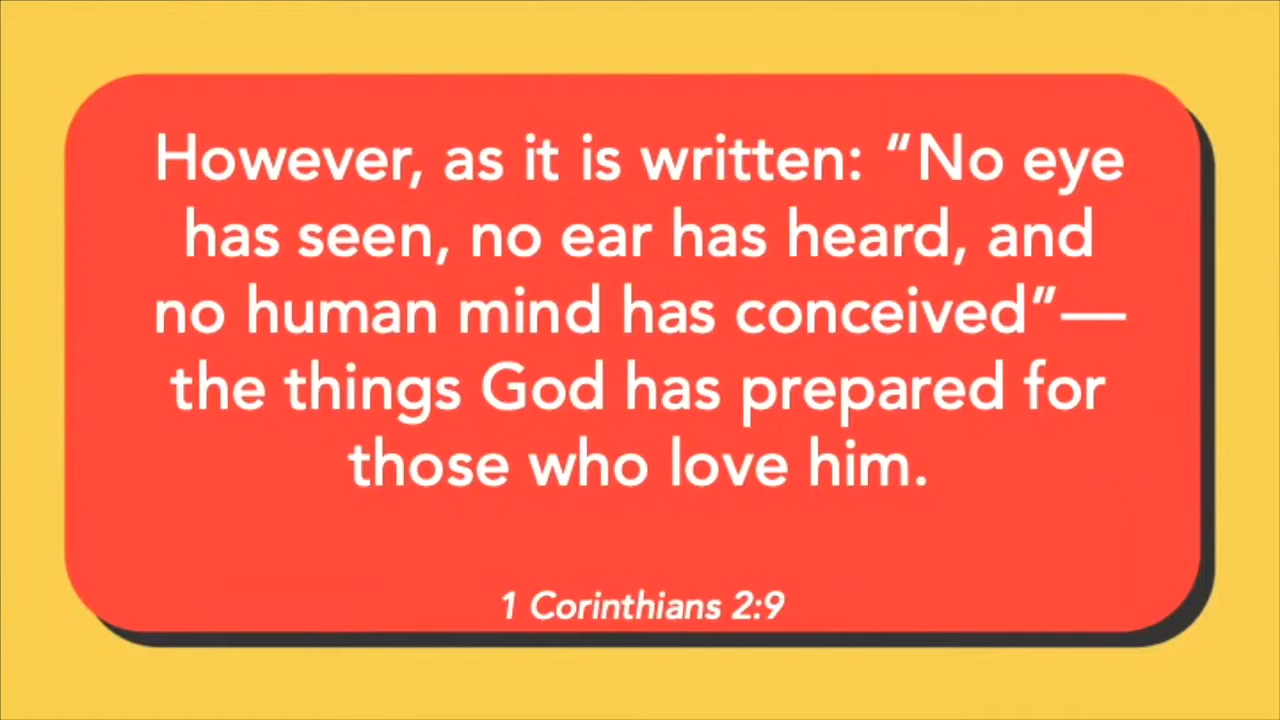 However, as it is written: “No eye
has seen, no ear has heard, and
no human mind has conceived”—
the things God has prepared for
those who love him.
1 Corinthians 2:9